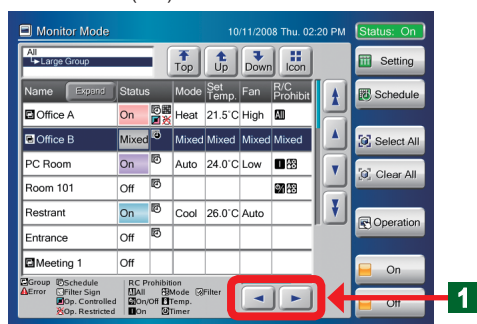 Monitor Mode 10/11/2008 Thu. 02:20 PM Status: On
All
Large Group
Top Up Down Icon
Setting
Name Expand Status Mode Set Temp. Fan R/C Prohibit
Schedule
Office A On Heat 21.5°C High All
Office B Mixed Mixed Mixed Mixed Mixed
Select All
PC Room On Auto 24.0°C Low
Clear All
Room 101 Off
Restrant On Cool 26.0°C Auto
Operation
Entrance Off
Meeting 1 Off
On
Group Schedule R/C Prohibition
Error Filter Sign All Mode Filter
Op. Controlled On/Off Temp.
Op. Restricted On Timer
Off
1